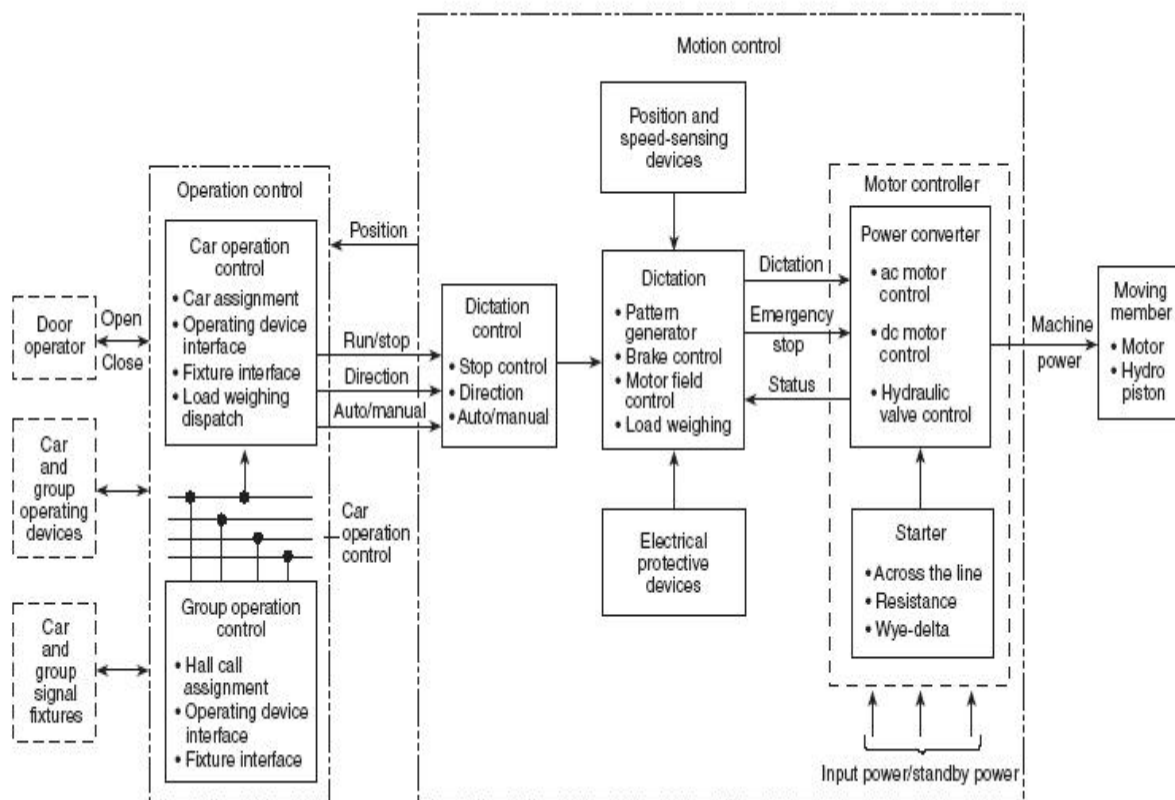 Motion control
Position and
speed-sensing
devices
Operation control
Motor controller
Car operation
control
• Car assignment
• Operating device
interface
• Fixture interface
• Load weighing
dispatch
Position
Door
operator
Open
Close
Run/stop
Direction
Auto/manual
Dictation
control
• Stop control
• Direction
• Auto/manual
Dictation
• Pattern
generator
• Brake control
• Motor field
control
• Load weighing
Dictation
Emergency
stop
Status
Power converter
• ac motor
control
• dc motor
control
• Hydraulic
valve control
Machine
power
Moving
member
• Motor
• Hydro
piston
Car
and
group
operating
devices
Car
operation
control
Electrical
protective
devices
Starter
• Across the line
• Resistance
• Wye-delta
Car
and
group
signal
fixtures
Group operation
control
• Hall call
assignment
• Operating device
interface
• Fixture interface
Input power/standby power